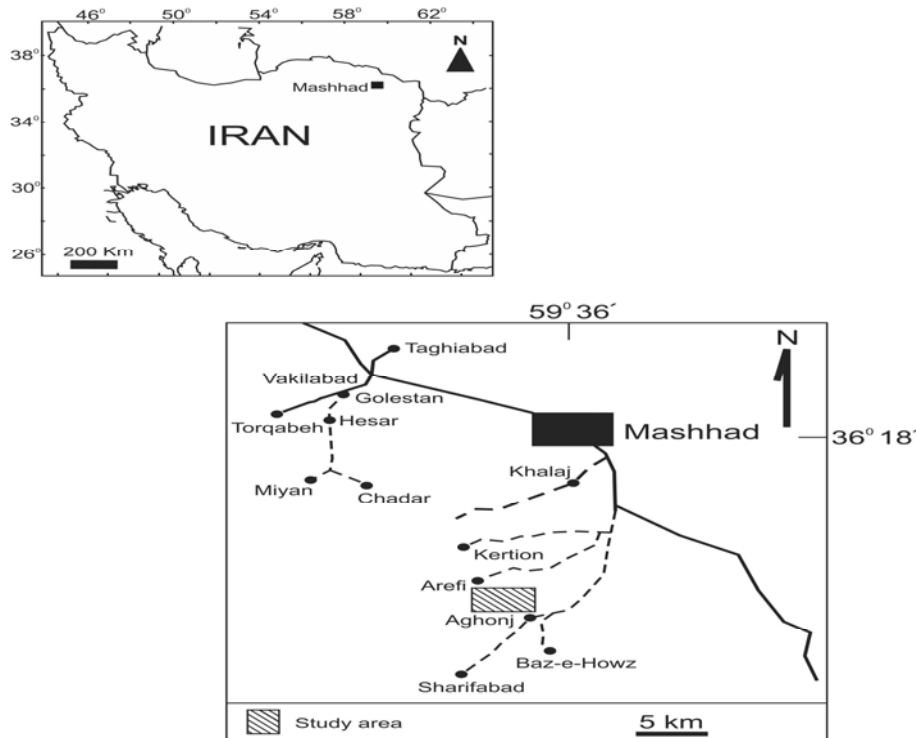 46° 50° 54° 58° 62°
38°
N
Mashhad
34°
IRAN
30°
26°
200 Km
59° 36´
N
Taghiabad
Vakilabad
Golestan
Torqabeh
Hesar
Mashhad
36° 18´
Khalaj
Miyan
Chadar
Kertion
Arefi
Aghonj
Baz-e-Howz
Sharifabad
Study area
5 km